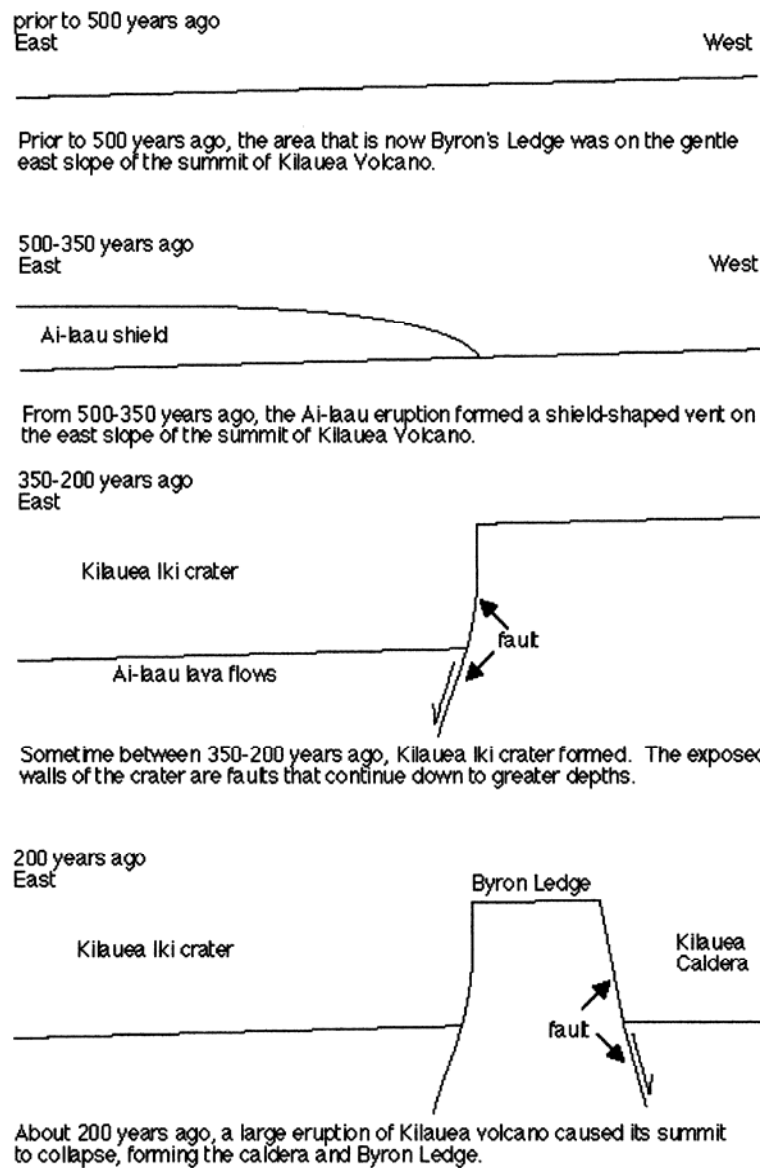 prior to 500 years ago
East West
Prior to 500 years ago, the area that is now Byron's Ledge was on the gentle
east slope of the summit of Kilauea Volcano.
500-350 years ago
East West
Ai-laau shield
From 500-350 years ago, the Ai-laau eruption formed a shield-shaped vent on
the east slope of the summit of Kilauea Volcano.
350-200 years ago
East
Kilauea Iki crater
fault
Ai-laau lava flows
Sometime between 350-200 years ago, Kilauea Iki crater formed. The exposed
walls of the crater are faults that continue down to greater depths.
200 years ago
East
Byron Ledge
Kilauea Iki crater
Kilauea
Caldera
fault
About 200 years ago, a large eruption of Kilauea volcano caused its summit
to collapse, forming the caldera and Byron Ledge.